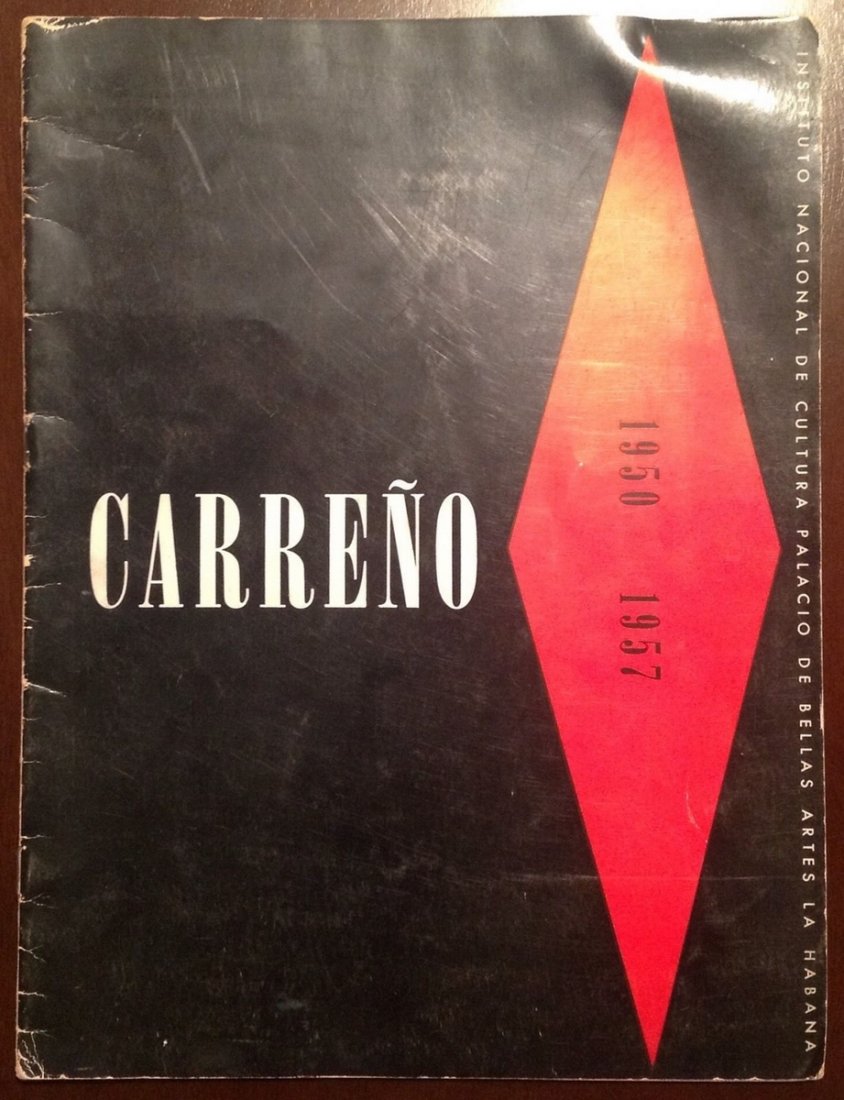 CARREÑO
1950 1957
INSTITUTO NACIONAL DE CULTURA PALACIO DE BELLAS ARTES LA HABANA